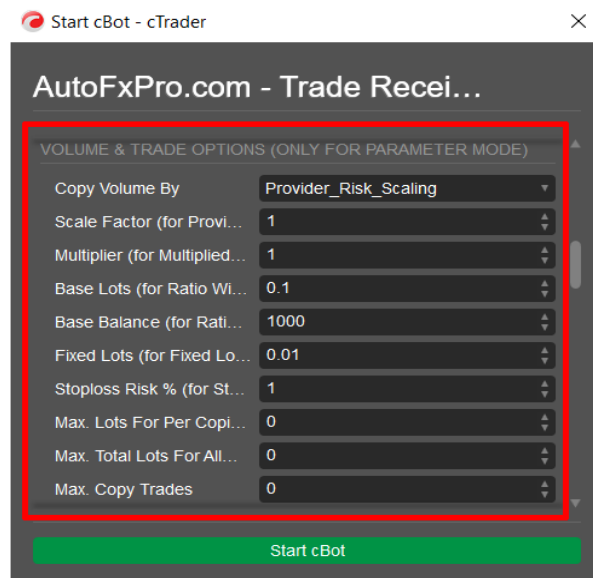 Start cBot - cTrader
AutoFxPro.com - Trade Recei...
VOLUME & TRADE OPTIONS (ONLY FOR PARAMETER MODE)
Copy Volume By Provider_Risk_Scaling
Scale Factor (for Provi... 1
Multiplier (for Multiplied... 1
Base Lots (for Ratio Wi... 0.1
Base Balance (for Rati... 1000
Fixed Lots (for Fixed Lo... 0.01
Stoploss Risk % (for St... 1
Max. Lots For Per Copi... 0
Max. Total Lots For All... 0
Max. Copy Trades 0
Start cBot